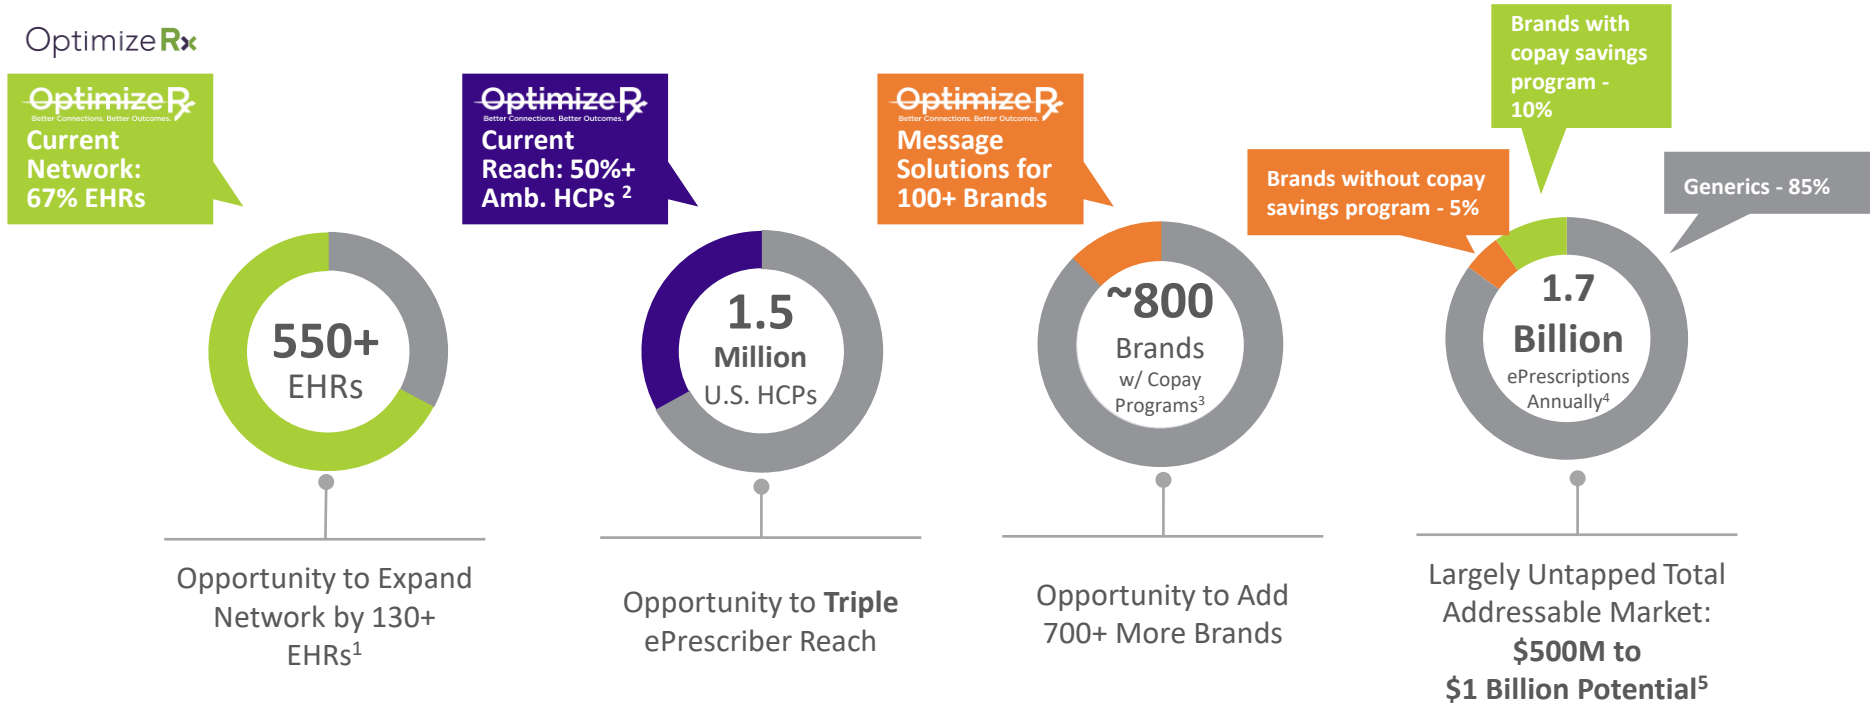 OptimizeRx
OptimizeRx
Better Connections. Better Outcomes.
Current
Network:
67% EHRs
OptimizeRx
Better Connections. Better Outcomes.
Current
Reach: 50%+
Amb. HCPs 2
OptimizeRx
Better Connections. Better Outcomes.
Message
Solutions for
100+ Brands
Brands without copay
savings program - 5%
Brands with
copay savings
program -
10%
Generics - 85%
550+
EHRs
1.5
Million
U.S. HCPs
~800
Brands
w/ Copay
Programs3
1.7
Billion
ePrescriptions
Annually4
Opportunity to Expand
Network by 130+
EHRs1
Opportunity to Triple
ePrescriber Reach
Opportunity to Add
700+ More Brands
Largely Untapped Total
Addressable Market:
$500M to
$1 Billion Potential5